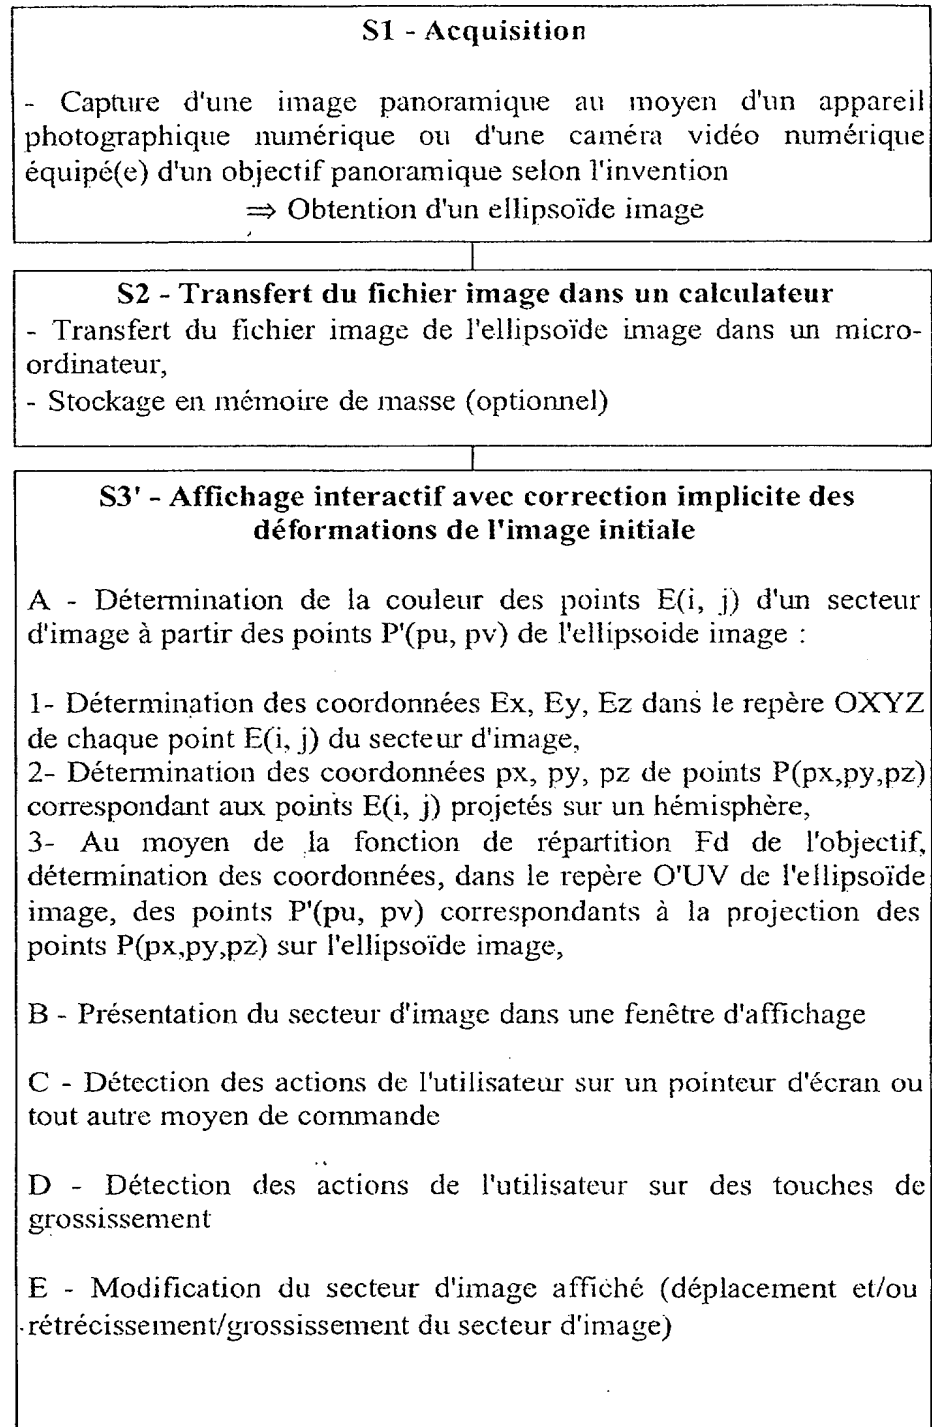 S1 - Acquisition
- Capture d'une image panoramique au moyen d'un appareil
photographique numérique ou d'une caméra vidéo numérique
équipé(e) d'un objectif panoramique selon l'invention
⇒ Obtention d'un ellipsoïde image
S2 - Transfert du fichier image dans un calculateur
- Transfert du fichier image de l'ellipsoïde image dans un micro-
ordinateur,
- Stockage en mémoire de masse (optionnel)
S3' - Affichage interactif avec correction implicite des
déformations de l'image initiale
A - Détermination de la couleur des points E(i, j) d'un secteur
d'image à partir des points P'(pu, pv) de l'ellipsoide image :
1- Détermination des coordonnées Ex, Ey, Ez dans le repère OXYZ
de chaque point E(i, j) du secteur d'image,
2- Détermination des coordonnées px, py, pz de points P(px,py,pz)
correspondant aux points E(i, j) projetés sur un hémisphère,
3- Au moyen de la fonction de répartition Fd de l'objectif,
détermination des coordonnées, dans le repère O'UV de l'ellipsoïde
image, des points P'(pu, pv) correspondants à la projection des
points P(px,py,pz) sur l'ellipsoïde image,
B - Présentation du secteur d'image dans une fenêtre d'affichage
C - Détection des actions de l'utilisateur sur un pointeur d'écran ou
tout autre moyen de commande
D - Détection des actions de l'utilisateur sur des touches de
grossissement
E - Modification du secteur d'image affiché (déplacement et/ou
rétrécissement/grossissement du secteur d'image)